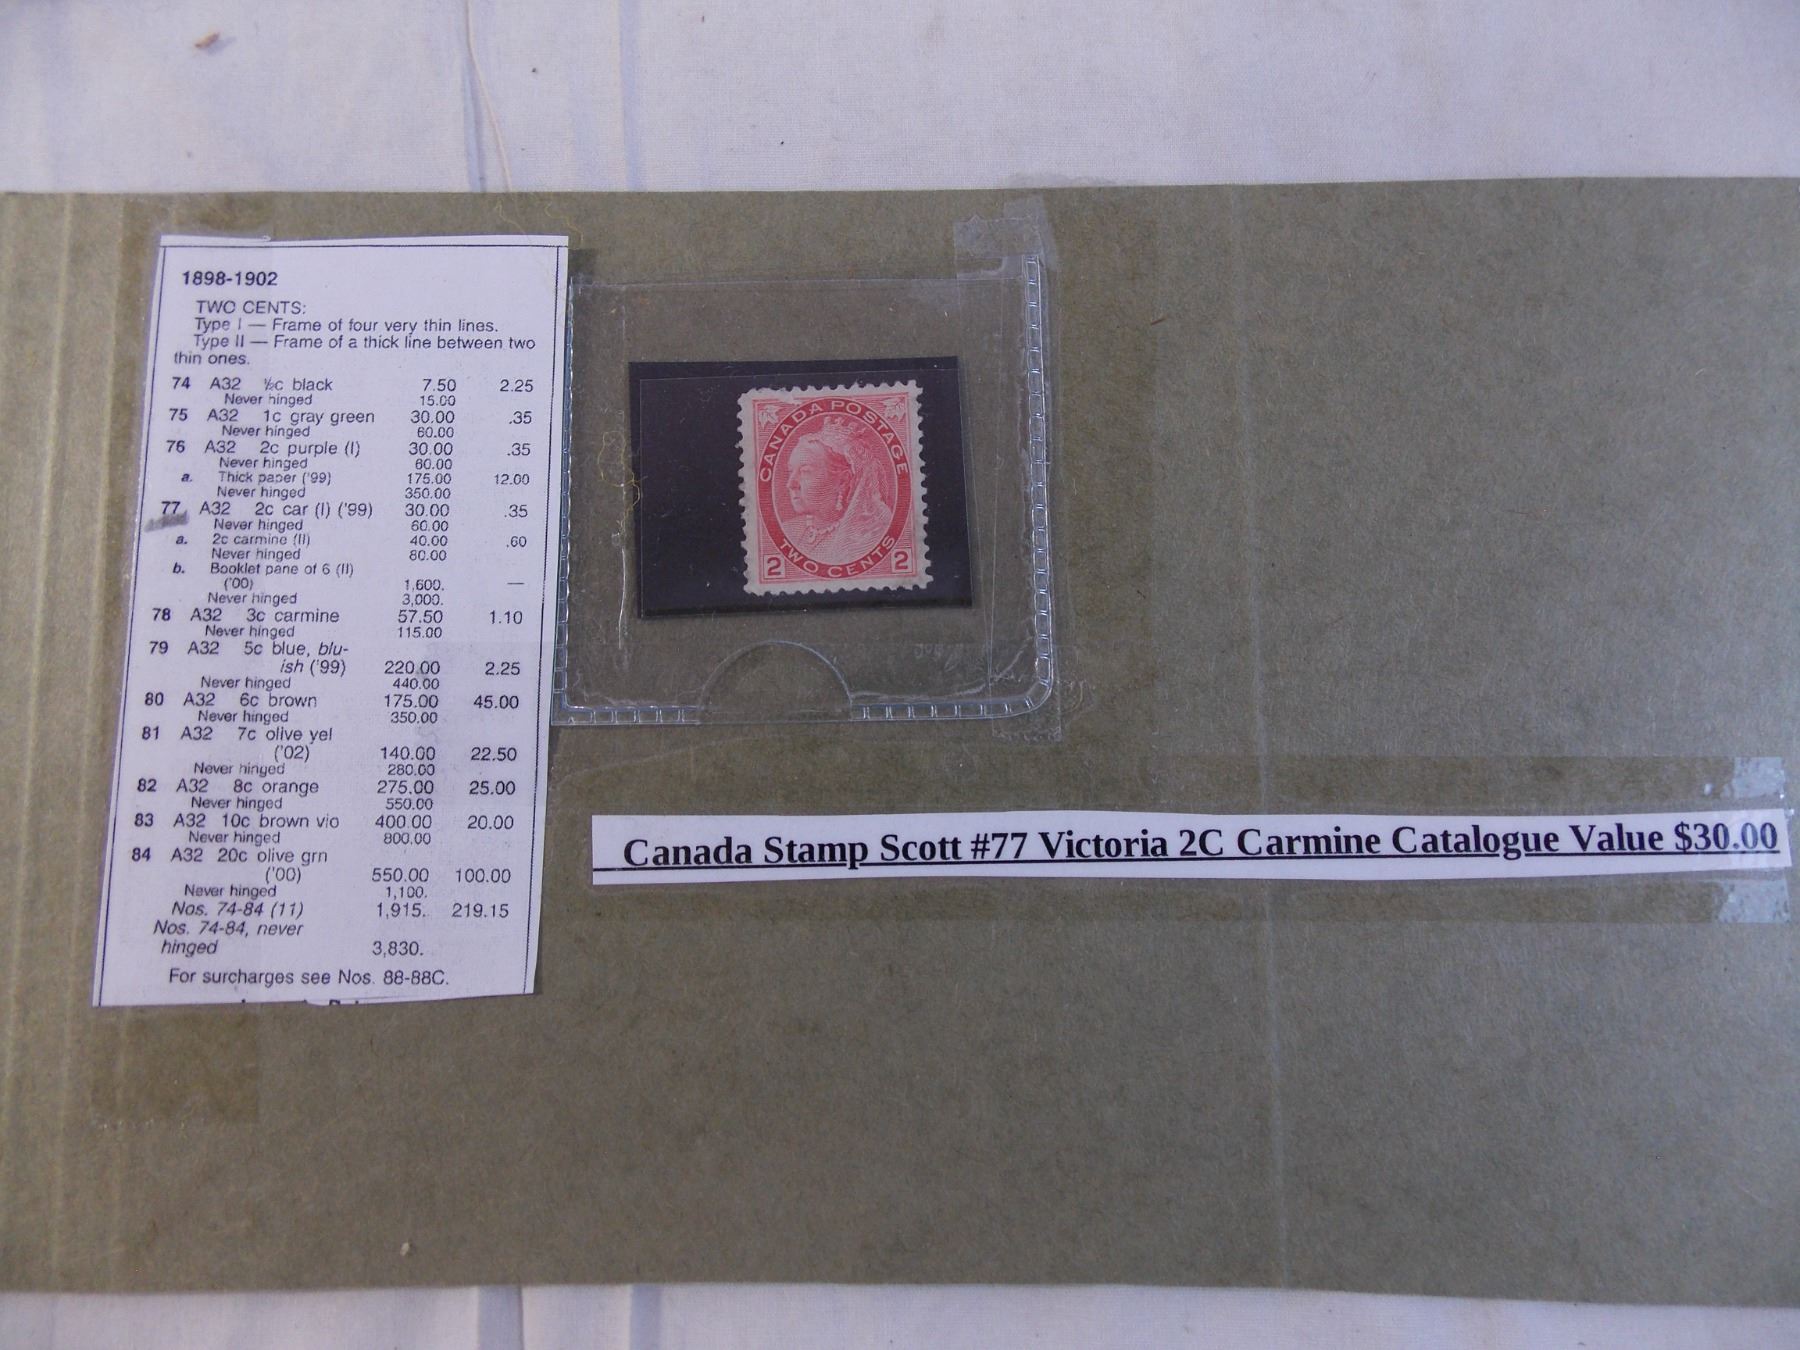 1898-1902
TWO CENTS:
Type I — Frame of four very thin lines.
Type II — Frame of a thick line between two
thin ones.
74 A32 ½c black 7.50 2.25
Never hinged 15.00
75 A32 1c gray green 30.00 .35
Never hinged 60.00
76 A32 2c purple (I) 30.00 .35
Never hinged 60.00
a. Thick paper ('99) 175.00 12.00
Never hinged 350.00
77 A32 2c car (I) ('99) 30.00 .35
Never hinged 60.00
a. 2c carmine (II) 40.00 .60
Never hinged 80.00
b. Booklet pane of 6 (II)
('00) 1,600. —
Never hinged 3,000.
78 A32 3c carmine 57.50 1.10
Never hinged 115.00
79 A32 5c blue, blu-
ish ('99) 220.00 2.25
Never hinged 440.00
80 A32 6c brown 175.00 45.00
Never hinged 350.00
81 A32 7c olive yel
('02) 140.00 22.50
Never hinged 280.00
82 A32 8c orange 275.00 25.00
Never hinged 550.00
83 A32 10c brown vio 400.00 20.00
Never hinged 800.00
84 A32 20c olive grn
('00) 550.00 100.00
Never hinged 1,100.
Nos. 74-84 (11) 1,915. 219.15
Nos. 74-84, never
hinged 3,830.
For surcharges see Nos. 88-88C.
CANADA POSTAGE
TWO CENTS
2 2
Canada Stamp Scott #77 Victoria 2C Carmine Catalogue Value $30.00